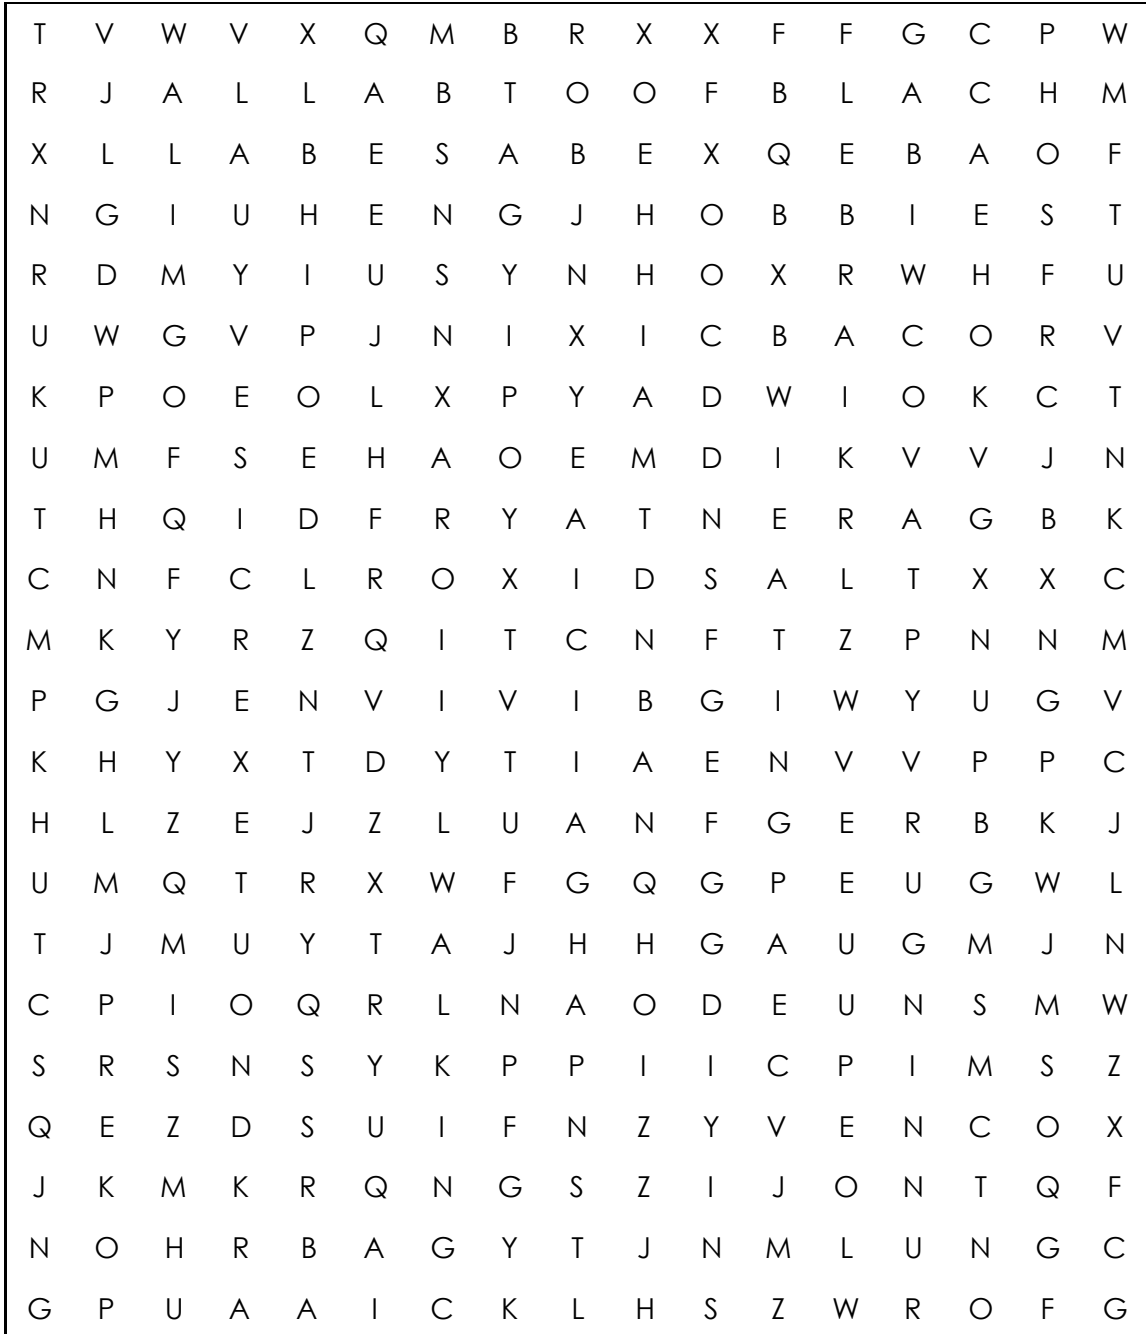 T V W V X Q M B R X X F F G C P W
R J A L L A B T O O F B L A C H M
X L L A B E S A B E X Q E B A O F
N G I U H E N G J H O B B I E S T
R D M Y I U S Y N H O X R W H F U
U W G V P J N I X I C B A C O R V
K P O E O L X P Y A D W I O K C T
U M F S E H A O E M D I K V V J N
T H Q I D F R Y A T N E R A G B K
C N F C L R O X I D S A L T X X C
M K Y R Z Q I T C N F T Z P N N M
P G J E N V I V I B G I W Y U G V
K H Y X T D Y T I A E N V V P P C
H L Z E J Z L U A N F G E R B K J
U M Q T R X W F G Q G P E U G W L
T J M U Y T A J H H G A U G M J N
C P I O Q R L N A O D E U N S M W
S R S N S Y K P P I I C P I M S Z
Q E Z D S U I F N Z Y V E N C O X
J K M K R Q N G S Z I J O N T Q F
N O H R B A G Y T J N M L U N G C
G P U A A I C K L H S Z W R O F G